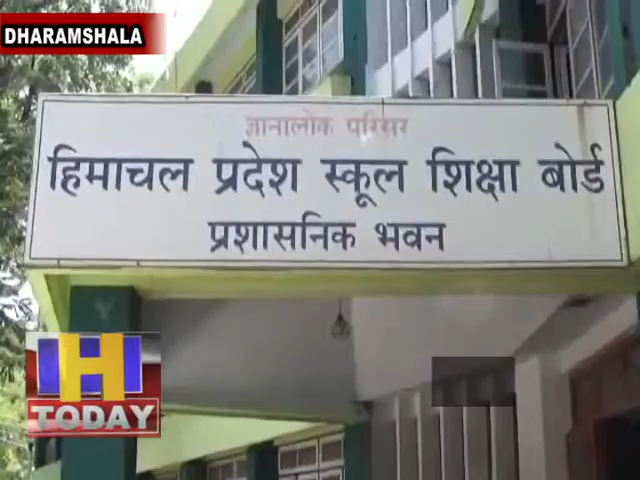 DHARAMSHALA
ज्ञानालोक परिसर
हिमाचल प्रदेश स्कूल शिक्षा बोर्ड
प्रशासनिक भवन
H
TODAY